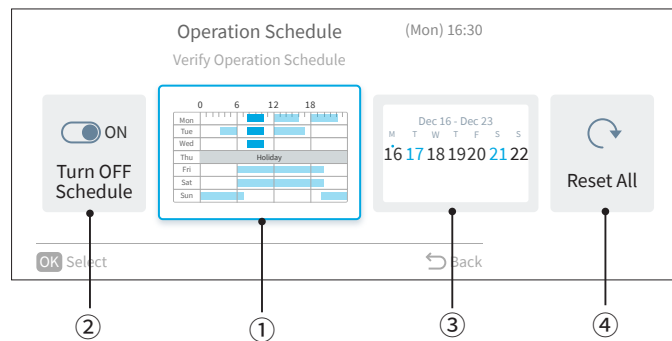 Operation Schedule
(Mon) 16:30
Verify Operation Schedule
ON
Turn OFF
Schedule
0 6 12 18
Mon
Tue
Wed
Thu Holiday
Fri
Sat
Sun
Dec 16 - Dec 23
M T W T F S S
16 17 18 19 20 21 22
Reset All
OK Select
Back
② ① ③ ④